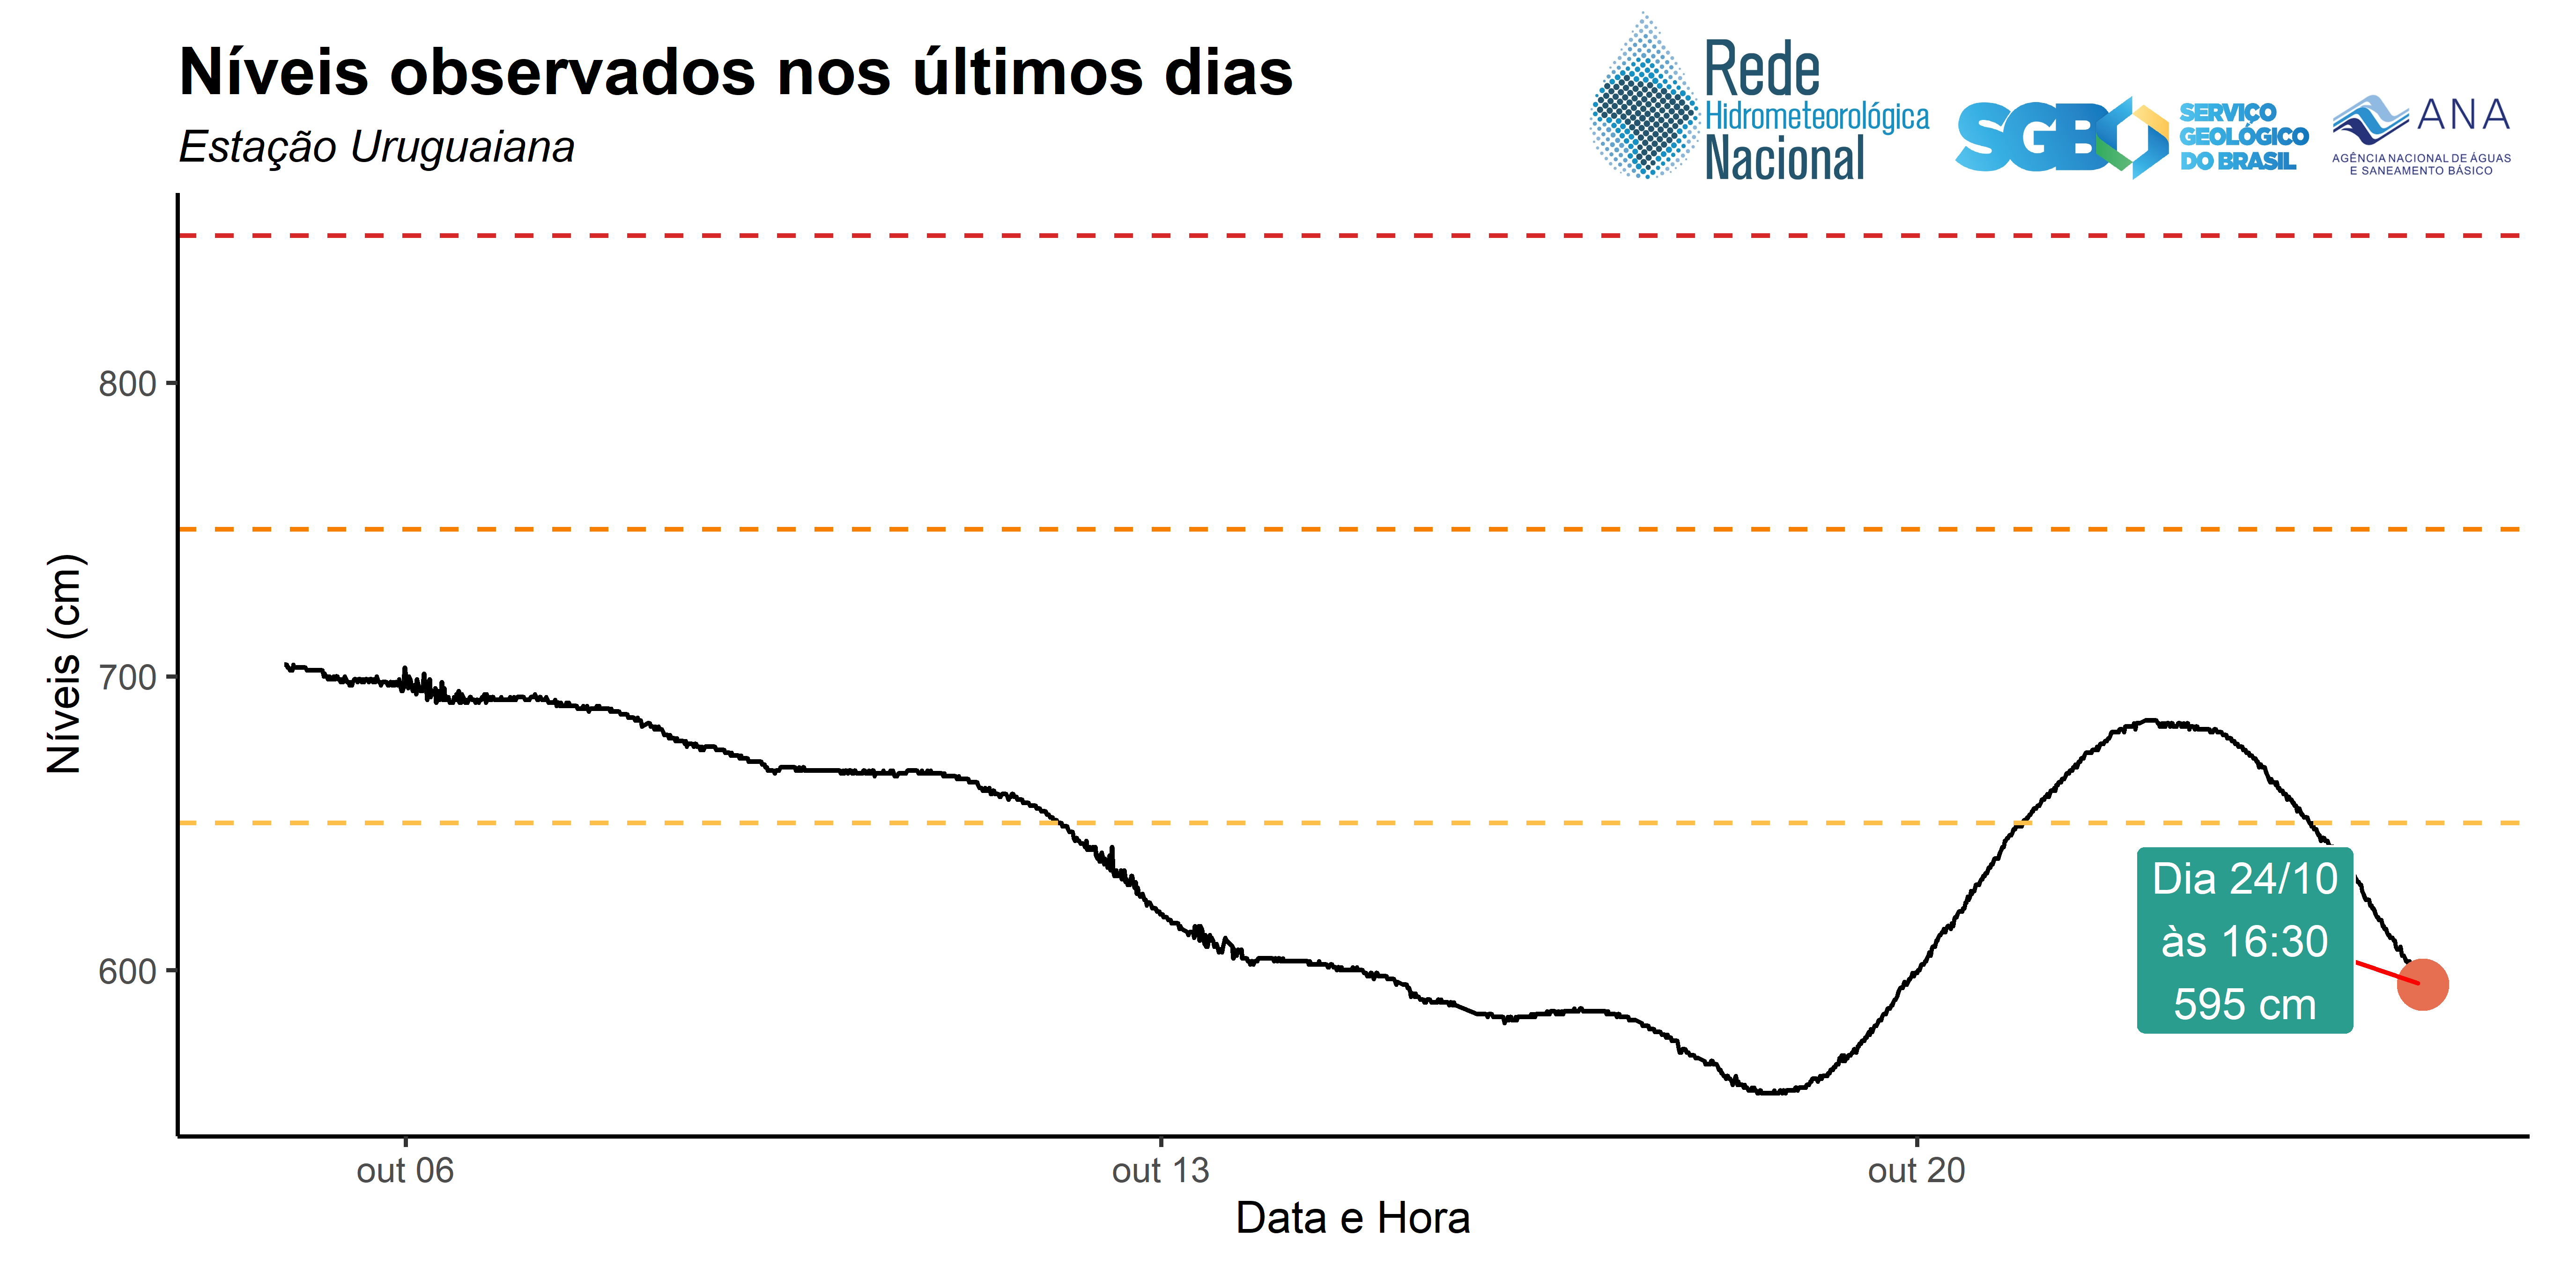 Níveis observados nos últimos dias
Estação Uruguaiana
Rede
Hidrometeorológica
Nacional
SGB
SERVIÇO
GEOLÓGICO
DO BRASIL
ANA
AGÊNCIA NACIONAL DE ÁGUAS
E SANEAMENTO BÁSICO
Níveis (cm)
800
700
600
Dia 24/10
às 16:30
595 cm
out 06
out 13
out 20
Data e Hora